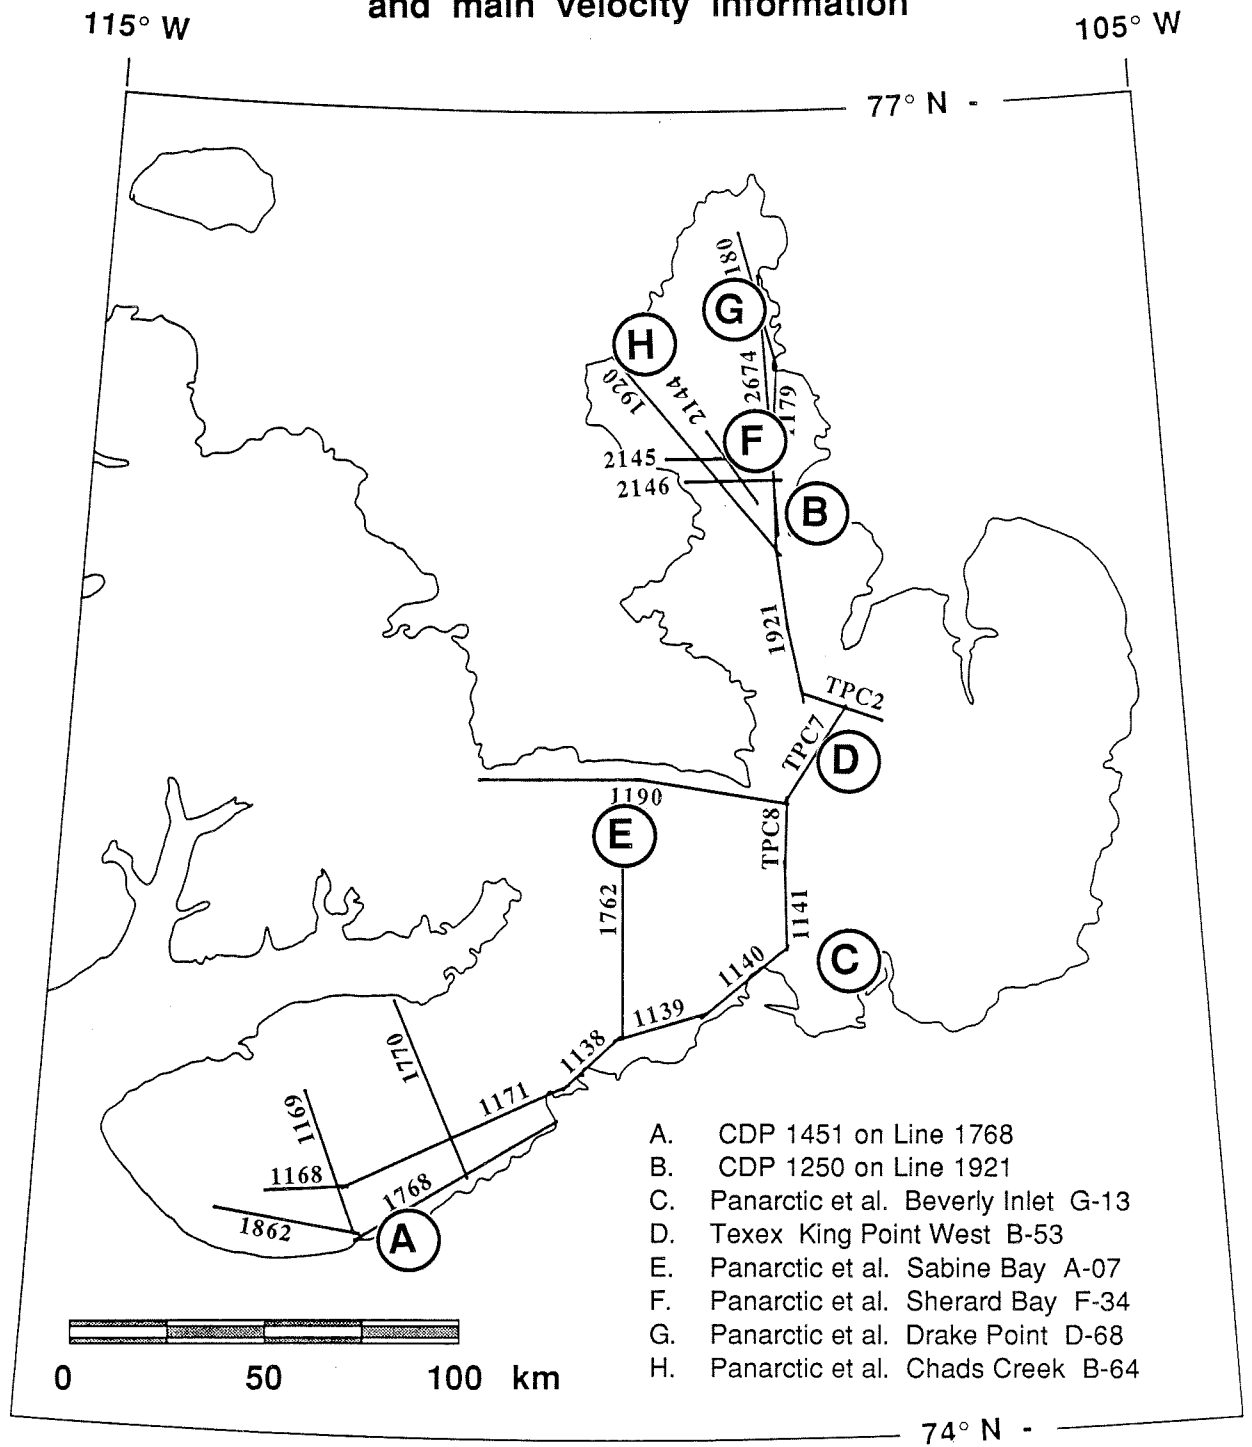 and main velocity information
115° W
105° W
77° N -
180
G
H
2674
1920
2144
179
F
2145
2146
B
1921
TPC2
TPC7
D
1190
E
TPC8
1762
1141
C
1140
1139
1138
1770
1171
1169
1168
1768
1862
A
A. CDP 1451 on Line 1768
B. CDP 1250 on Line 1921
C. Panarctic et al. Beverly Inlet G-13
D. Texex King Point West B-53
E. Panarctic et al. Sabine Bay A-07
F. Panarctic et al. Sherard Bay F-34
G. Panarctic et al. Drake Point D-68
H. Panarctic et al. Chads Creek B-64
0 50 100 km
74° N -